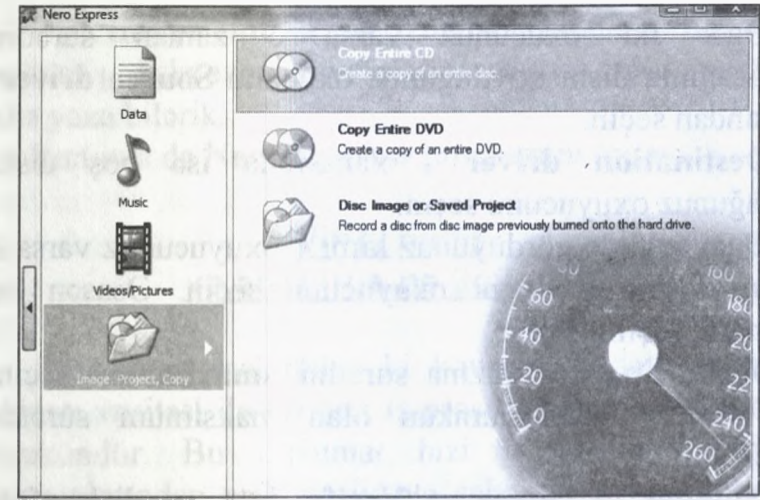 Nero Express
Data
Music
Videos/Pictures
Image, Project, Copy
Copy Entire CD
Create a copy of an entire disc.
Copy Entire DVD
Create a copy of an entire DVD.
Disc Image or Saved Project
Record a disc from disc image previously burned onto the hard drive.
0
20
40
60
80
160
180
20
22
240
260